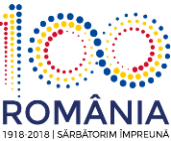 100
ROMÂNIA
1918-2018 | SĂRBĂTORIM ÎMPREUNĂ